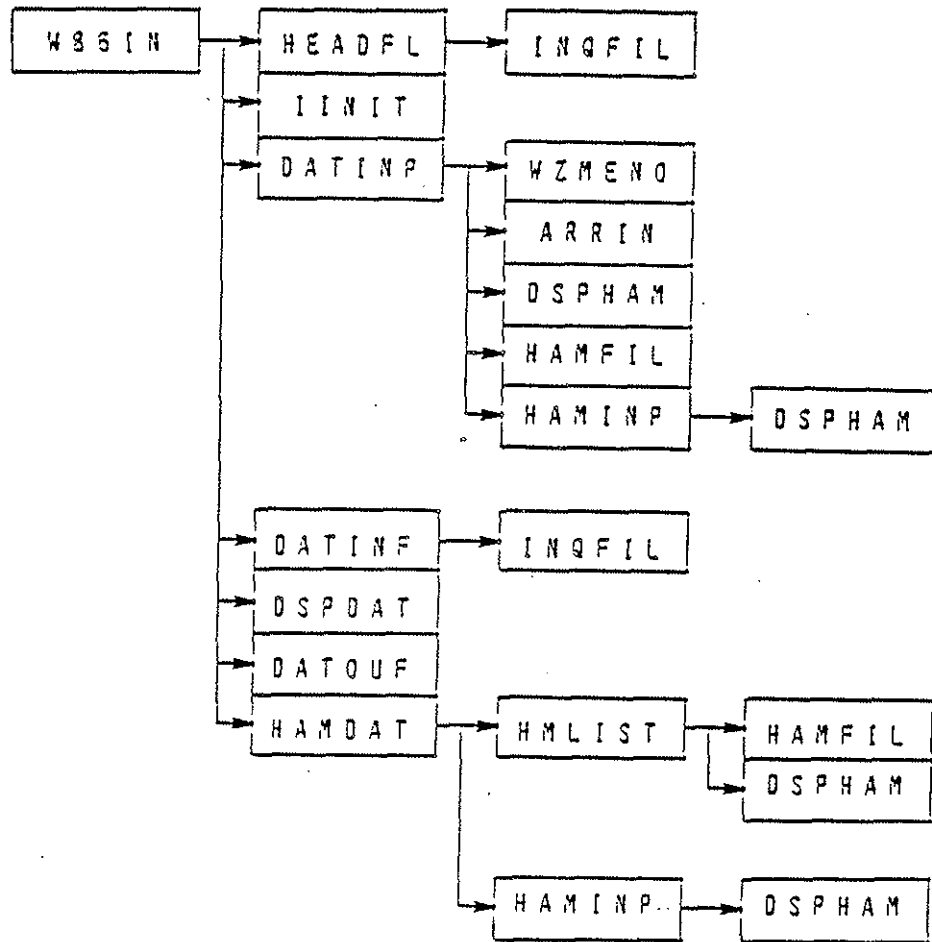 W86IN HEADFL INQFIL
IINIT
DATINP WZMENO
ARRIN
DSPHAM
HAMFIL
HAMINP DSPHAM
DATINF INQFIL
DSPDAT
DATOUF
HAMDAT HMLIST HAMFIL
DSPHAM
HAMINP DSPHAM